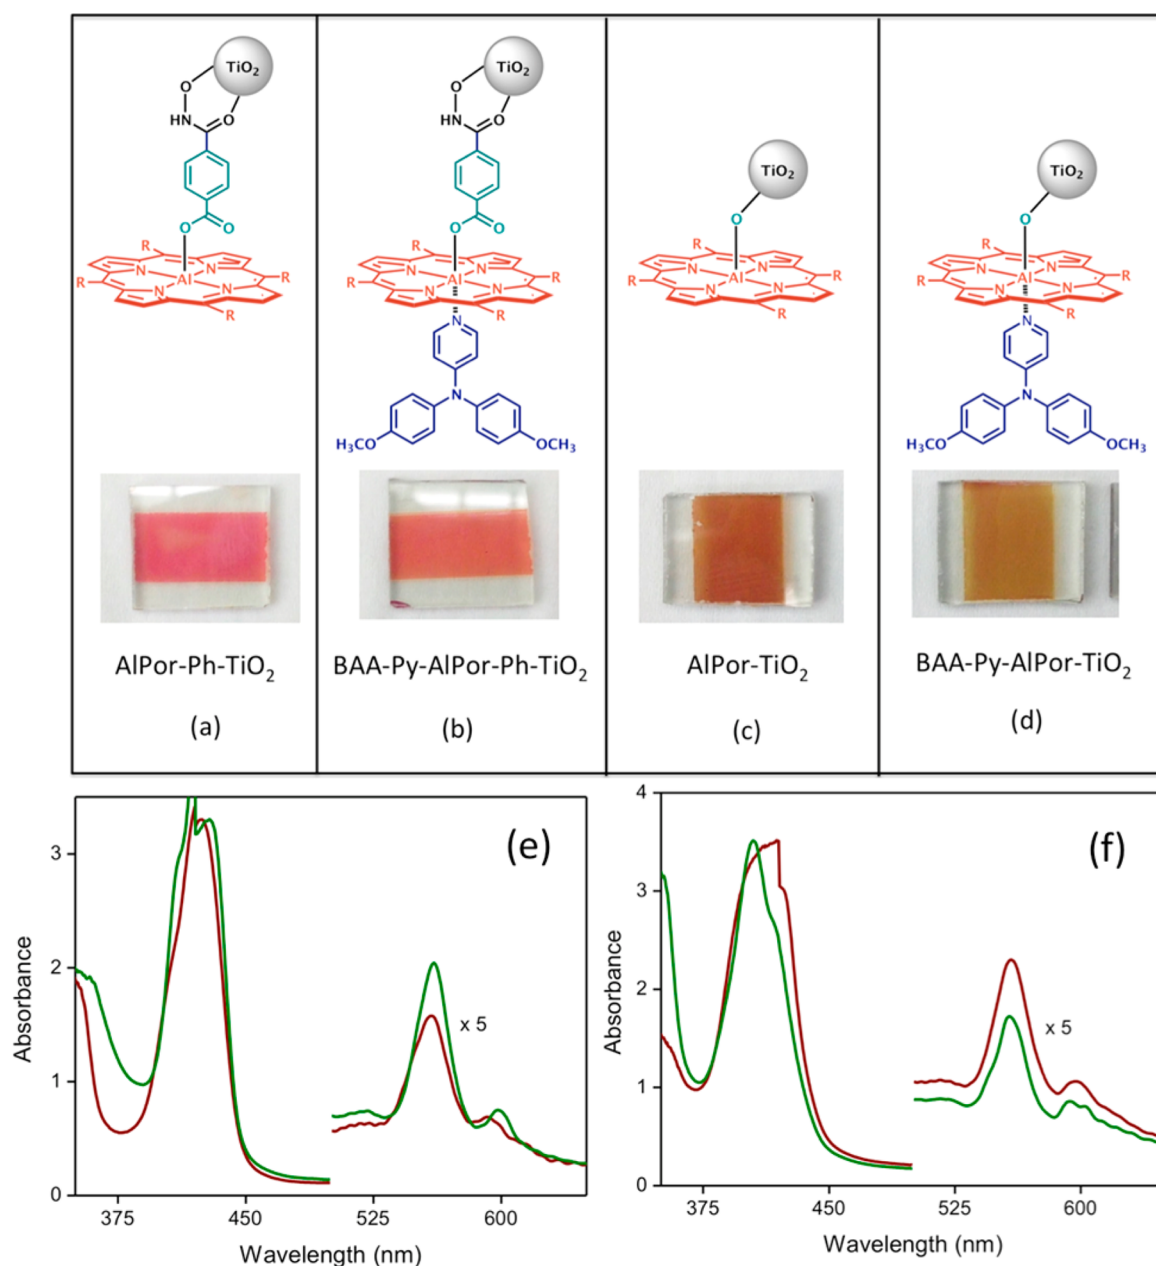 TiO2
O
HN
O
O
O
R
N
N
Al
N
N
R
R
R
AlPor-Ph-TiO2
(a)
TiO2
O
HN
O
O
O
R
N
N
Al
N
N
R
R
R
N
N
H3CO
OCH3
BAA-Py-AlPor-Ph-TiO2
(b)
TiO2
O
R
N
N
Al
N
N
R
R
R
AlPor-TiO2
(c)
TiO2
O
R
N
N
Al
N
N
R
R
R
N
N
H3CO
OCH3
BAA-Py-AlPor-TiO2
(d)
(e)
3
2
1
0
Absorbance
x 5
375
450
525
600
Wavelength (nm)
(f)
4
3
2
1
0
Absorbance
x 5
375
450
525
600
Wavelength (nm)